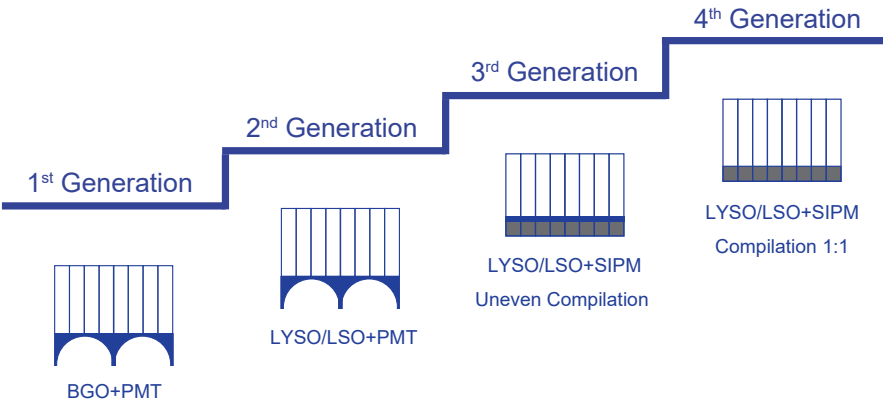 4th Generation
3rd Generation
2nd Generation
1st Generation
LYSO/LSO+SIPM
Compilation 1:1
LYSO/LSO+SIPM
Uneven Compilation
LYSO/LSO+PMT
BGO+PMT